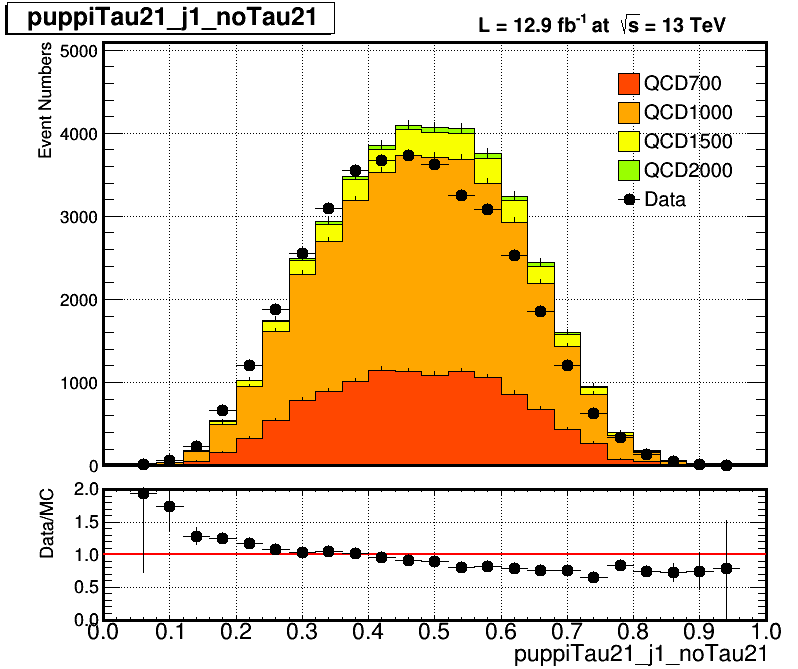 puppiTau21_j1_noTau21
L = 12.9 fb-1 at √s = 13 TeV
Event Numbers
5000
4000
3000
2000
1000
0
QCD700
QCD1000
QCD1500
QCD2000
Data
Data/MC
2.0
1.5
1.0
0.5
0.0
0.0 0.1 0.2 0.3 0.4 0.5 0.6 0.7 0.8 0.9 1.0
puppiTau21_j1_noTau21